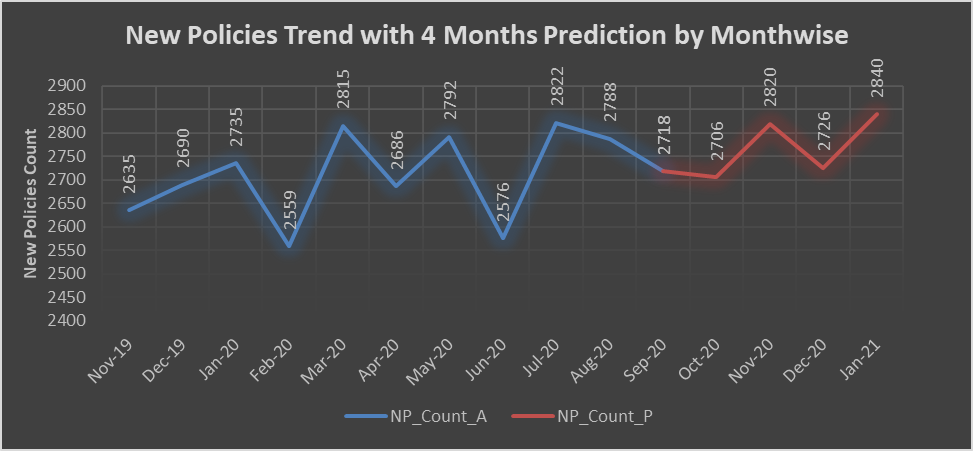 New Policies Trend with 4 Months Prediction by Monthwise
New Policies Count
2900
2850
2800
2750
2700
2650
2600
2550
2500
2450
2400
2635
2690
2735
2559
2815
2686
2792
2576
2822
2788
2718
2706
2820
2726
2840
Nov-19
Dec-19
Jan-20
Feb-20
Mar-20
Apr-20
May-20
Jun-20
Jul-20
Aug-20
Sep-20
Oct-20
Nov-20
Dec-20
Jan-21
NP_Count_A
NP_Count_P